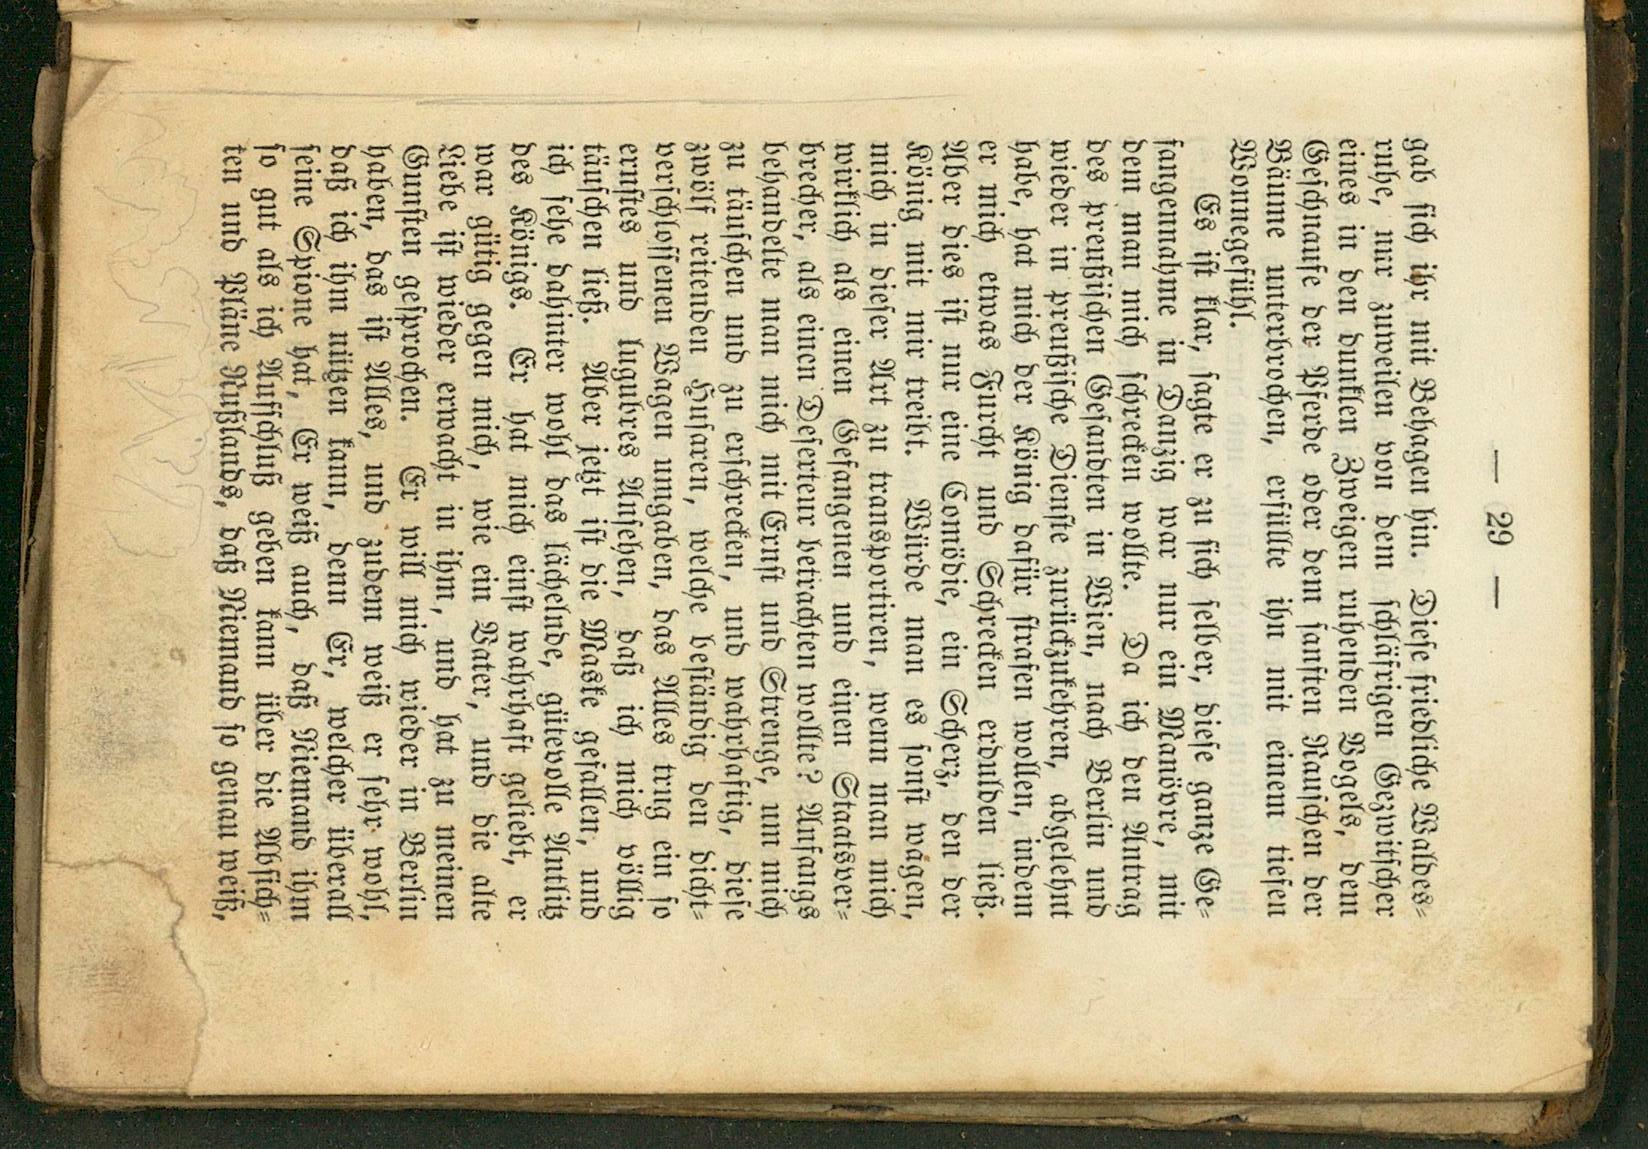 — 29 —
gab sich ihr mit Behagen hin. Diese friedliche Waldes-
ruhe, nur zuweilen von dem schläfrigen Gezwitscher
eines in den dunklen Zweigen ruhenden Vogels, dem
Geschnaufe der Pferde oder dem sanften Rauschen der
Bäume unterbrochen, erfüllte ihn mit einem tiefen
Wonnegefühl.
Es ist klar, sagte er zu sich selber, diese ganze Ge-
fangennahme in Danzig war nur ein Manövre, mit
dem man mich schrecken wollte. Da ich den Antrag
des preußischen Gesandten in Wien, nach Berlin und
wieder in preußische Dienste zurückzukehren, abgelehnt
habe, hat mich der König dafür strafen wollen, indem
er mich etwas Furcht und Schrecken erdulden ließ.
Aber dies ist nur eine Comödie, ein Scherz, den der
König mit mir treibt. Würde man es sonst wagen,
mich in dieser Art zu transportiren, wenn man mich
wirklich als einen Gefangenen und einen Staatsver-
brecher, als einen Deserteur betrachten wollte? Anfangs
behandelte man mich mit Ernst und Strenge, um mich
zu täuschen und zu erschrecken, und wahrhaftig, diese
zwölf reitenden Husaren, welche beständig den dicht-
verschlossenen Wagen umgaben, das Alles trug ein so
ernstes und lugubres Ansehen, daß ich mich völlig
täuschen ließ. Aber jetzt ist die Maske gefallen, und
ich sehe dahinter wohl das lächelnde, gütevolle Antlitz
des Königs. Er hat mich einst wahrhaft geliebt, er
war gütig gegen mich, wie ein Vater, und die alte
Liebe ist wieder erwacht in ihm, und hat zu meinen
Gunsten gesprochen. Er will mich wieder in Berlin
haben, das ist Alles, und zudem weiß er sehr wohl,
daß ich ihm nützen kann, denn Er, welcher überall
seine Spione hat, Er weiß auch, daß Niemand ihm
so gut als ich Aufschluß geben kann über die Absich-
ten und Pläne Rußlands, daß Niemand so genau weiß,